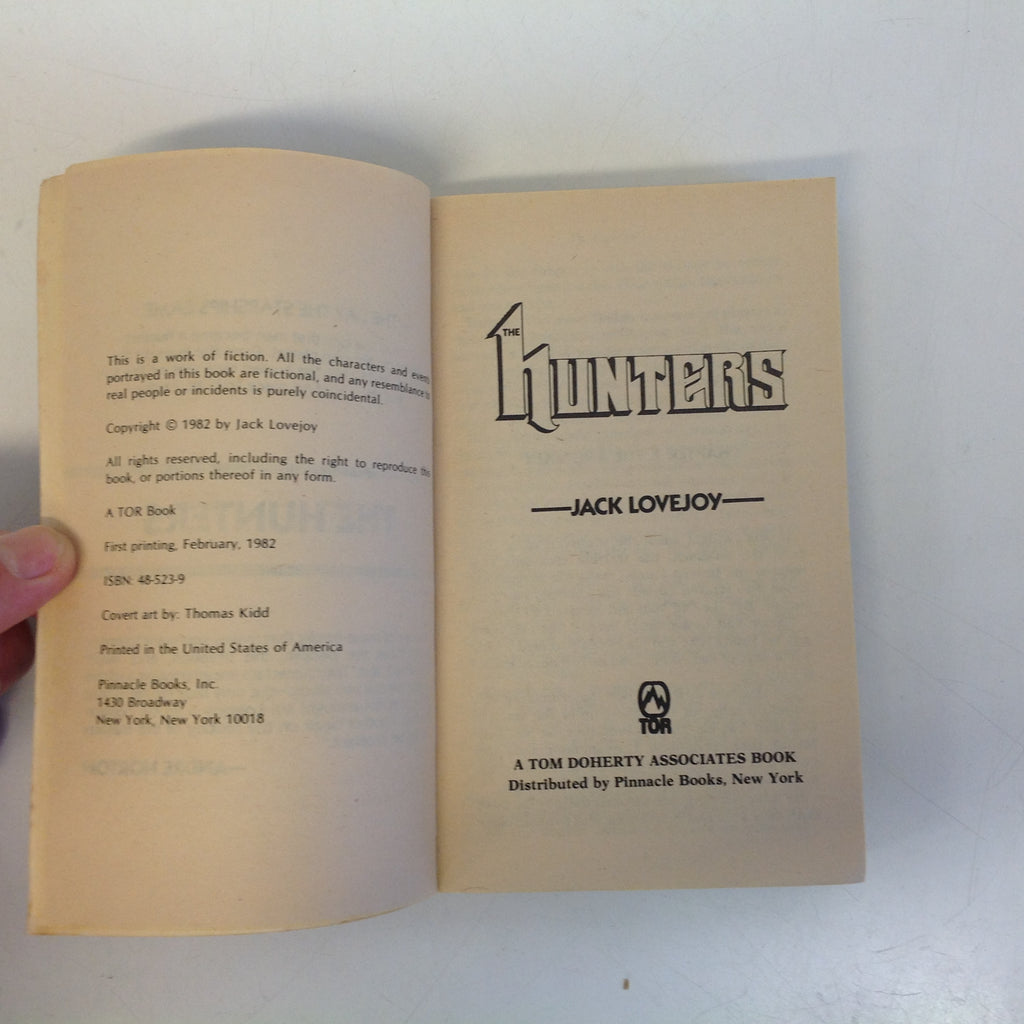 This is a work of fiction. All the characters and events
portrayed in this book are fictional, and any resemblance to
real people or incidents is purely coincidental.
Copyright © 1982 by Jack Lovejoy
All rights reserved, including the right to reproduce this
book, or portions thereof in any form.
A TOR Book
First printing, February, 1982
ISBN: 48-523-9
Covert art by: Thomas Kidd
Printed in the United States of America
Pinnacle Books, Inc.
1430 Broadway
New York, New York 10018
THE
HUNTERS
JACK LOVEJOY
TOR
A TOM DOHERTY ASSOCIATES BOOK
Distributed by Pinnacle Books, New York